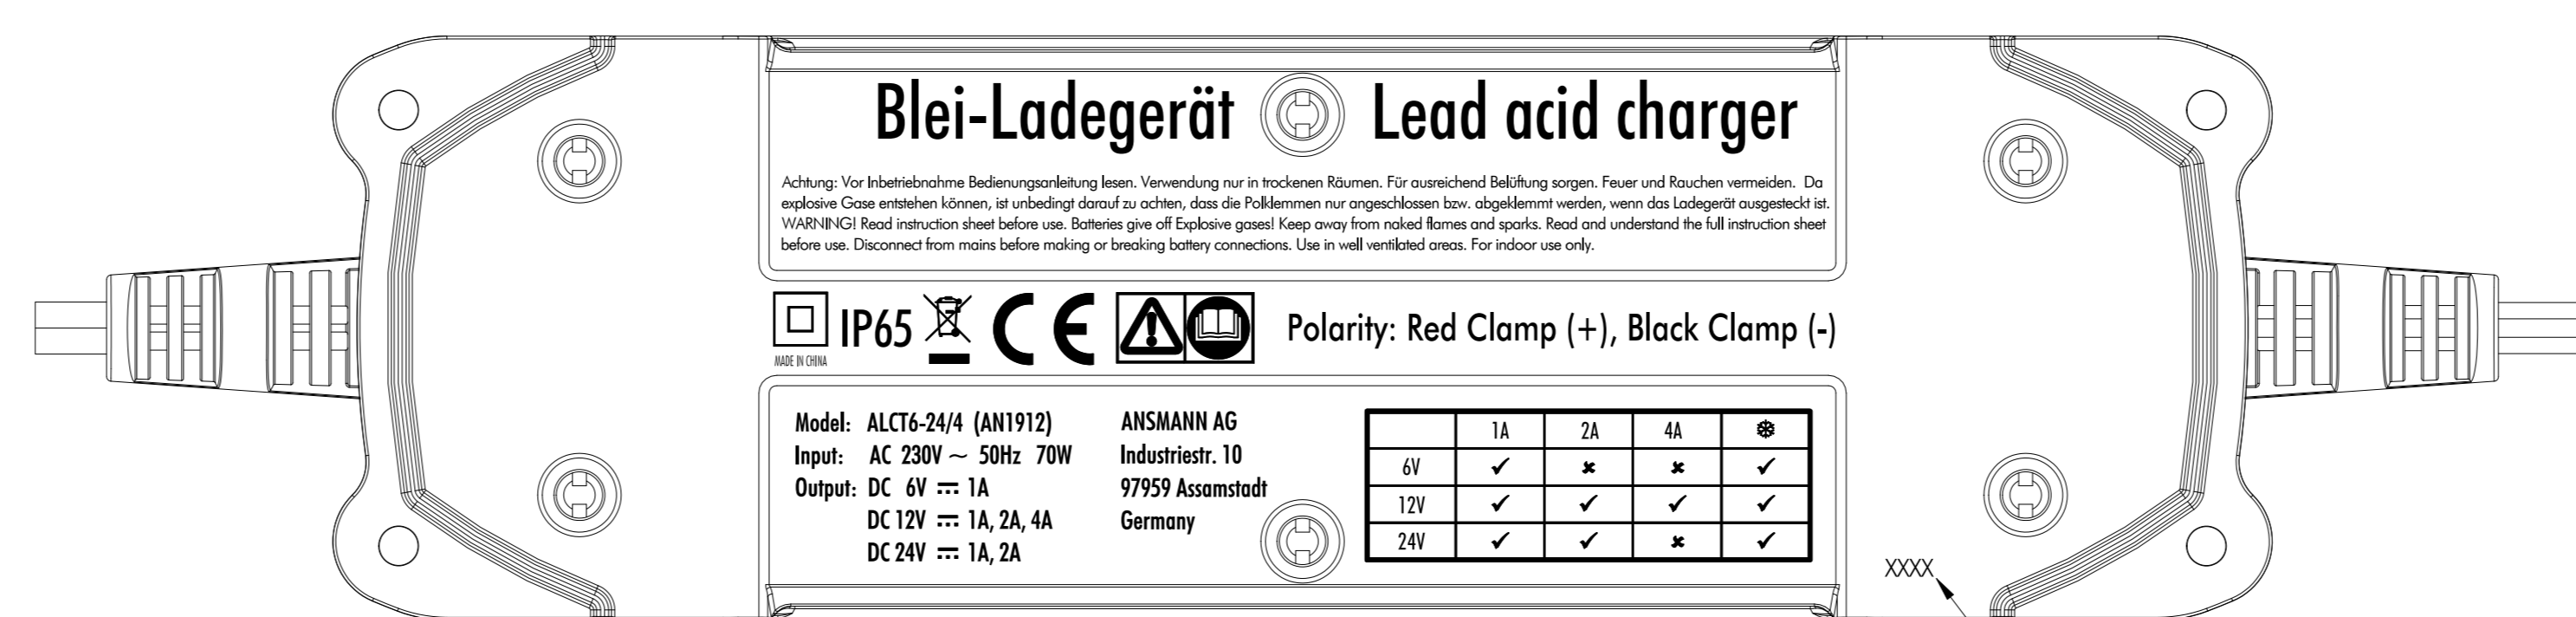 Blei-Ladegerät Lead acid charger
Achtung: Vor Inbetriebnahme Bedienungsanleitung lesen. Verwendung nur in trockenen Räumen. Für ausreichend Belüftung sorgen. Feuer und Rauchen vermeiden. Da
explosive Gase entstehen können, ist unbedingt darauf zu achten, dass die Polklemmen nur angeschlossen bzw. abgeklemmt werden, wenn das Ladegerät ausgesteckt ist.
WARNING! Read instruction sheet before use. Batteries give off Explosive gases! Keep away from naked flames and sparks. Read and understand the full instruction sheet
before use. Disconnect from mains before making or breaking battery connections. Use in well ventilated areas. For indoor use only.
IP65 CE Polarity: Red Clamp (+), Black Clamp (-)
MADE IN CHINA
Model: ALCT6-24/4 (AN1912)
Input: AC 230V ~ 50Hz 70W
Output: DC 6V ⎓ 1A
DC 12V ⎓ 1A, 2A, 4A
DC 24V ⎓ 1A, 2A
ANSMANN AG
Industriestr. 10
97959 Assamstadt
Germany
1A 2A 4A ❄
6V ✓ ✖ ✖ ✓
12V ✓ ✓ ✓ ✓
24V ✓ ✓ ✖ ✓
XXXX